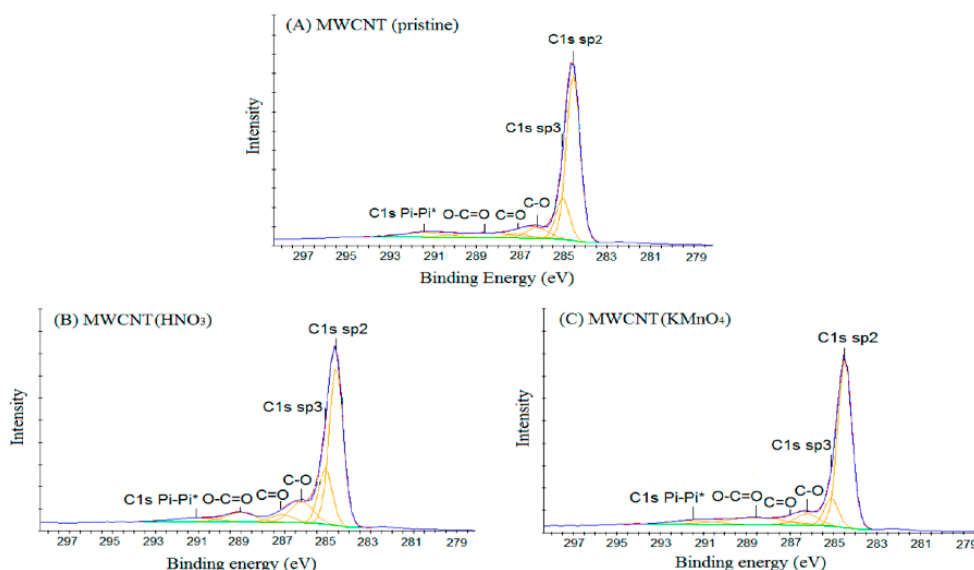 (A) MWCNT (pristine)
C1s sp2
C1s sp3
C-O
C1s Pi-Pi* O-C=O C=O
Intensity
297 295 293 291 289 287 285 283 281 279
Binding Energy (eV)
(B) MWCNT(HNO₃)
C1s sp2
C1s sp3
C-O
C1s Pi-Pi* O-C=O C=O
Intensity
297 295 293 291 289 287 285 283 281 279
Binding energy (eV)
(C) MWCNT(KMnO₄)
C1s sp2
C1s sp3
C-O
C1s Pi-Pi* O-C=O C=O
Intensity
297 295 293 291 289 287 285 283 281 279
Binding energy (eV)